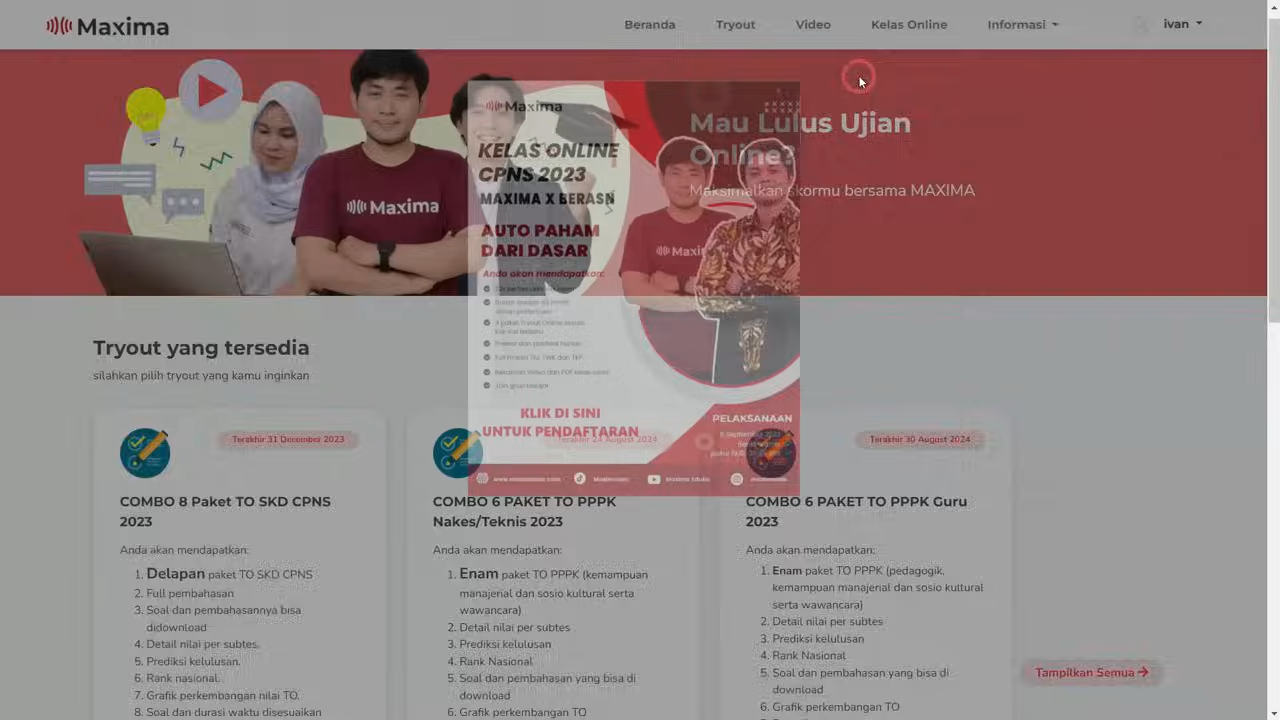 Maxima
Beranda
Tryout
Video
Kelas Online
Informasi
ivan
Maxima
Mau Lulus Ujian
Online?
Maksimalkan skormu bersama MAXIMA
Maxima
KELAS ONLINE
CPNS 2023
MAXIMA X BERASN
AUTO PAHAM
DARI DASAR
Anda akan mendapatkan:
KLIK DI SINI
UNTUK PENDAFTARAN
PELAKSANAAN
Tryout yang tersedia
silahkan pilih tryout yang kamu inginkan
Terakhir 31 December 2023
COMBO 8 Paket TO SKD CPNS
2023
Anda akan mendapatkan:
1. Delapan paket TO SKD CPNS
2. Full pembahasan
3. Soal dan pembahasannya bisa
didownload
4. Detail nilai per subtes.
5. Prediksi kelulusan.
6. Rank nasional.
7. Grafik perkembangan nilai TO.
8. Soal dan durasi waktu disesuaikan
Terakhir 24 August 2024
COMBO 6 PAKET TO PPPK
Nakes/Teknis 2023
Anda akan mendapatkan:
1. Enam paket TO PPPK (kemampuan
manajerial dan sosio kultural serta
wawancara)
2. Detail nilai per subtes
3. Prediksi kelulusan
4. Rank Nasional
5. Soal dan pembahasan yang bisa di
download
6. Grafik perkembangan TO
Terakhir 30 August 2024
COMBO 6 PAKET TO PPPK Guru
2023
Anda akan mendapatkan:
1. Enam paket TO PPPK (pedagogik,
kemampuan manajerial dan sosio kultural
serta wawancara)
2. Detail nilai per subtes
3. Prediksi kelulusan
4. Rank Nasional
5. Soal dan pembahasan yang bisa di
download
6. Grafik perkembangan TO
Tampilkan Semua